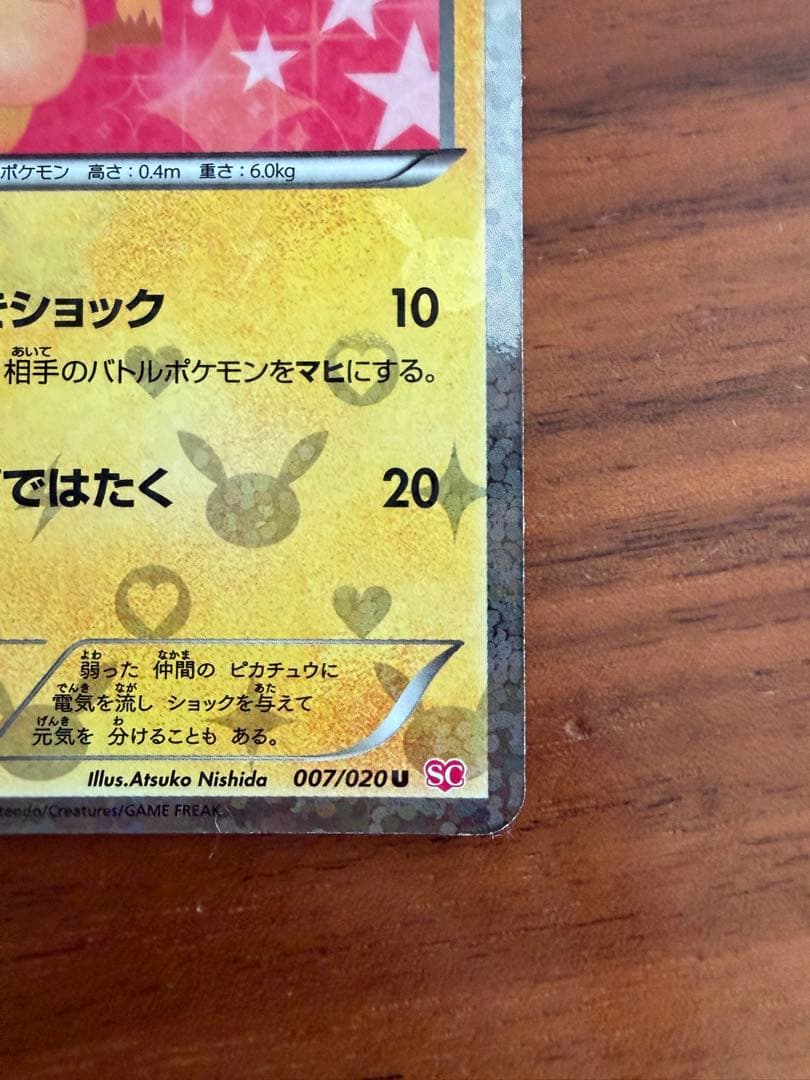 ポケモン 高さ：0.4m 重さ：6.0kg
ショック 10
あいて
相手のバトルポケモンをマヒにする。
ではたく 20
よわ なかま
弱った 仲間の ピカチュウに
でんき なが あた
電気を流し ショックを与えて
げんき わ
元気を 分けることも ある。
Illus.Atsuko Nishida 007/020 U SC
ntendo/Creatures/GAME FREAK.